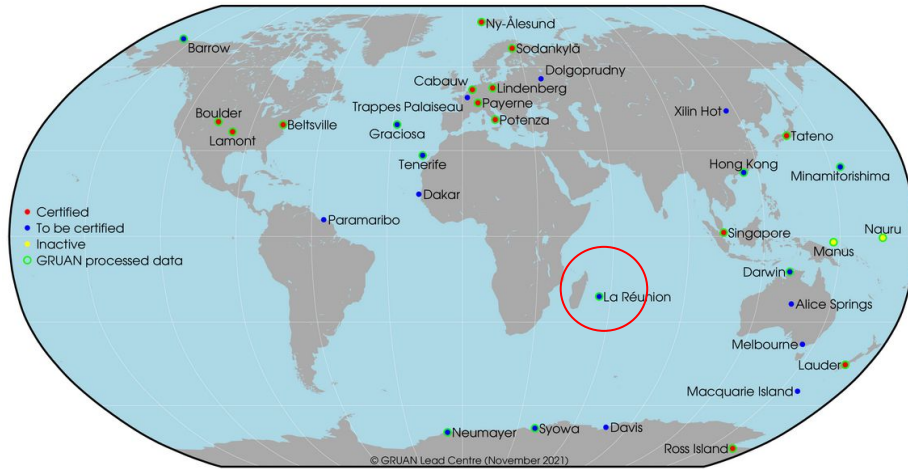 Ny-Ålesund
Barrow
Sodankylä
Dolgoprudny
Cabauw
Lindenberg
Trappes Palaiseau
Payerne
Xilin Hot
Boulder
Beltsville
Potenza
Lamont
Graciosa
Tateno
Tenerife
Hong Kong
Minamitorishima
Dakar
Certified
To be certified
Inactive
GRUAN processed data
Paramaribo
Singapore
Nauru
Manus
Darwin
La Réunion
Alice Springs
Melbourne
Lauder
Macquarie Island
Neumayer
Syowa
Davis
Ross Island
© GRUAN Lead Centre (November 2021)